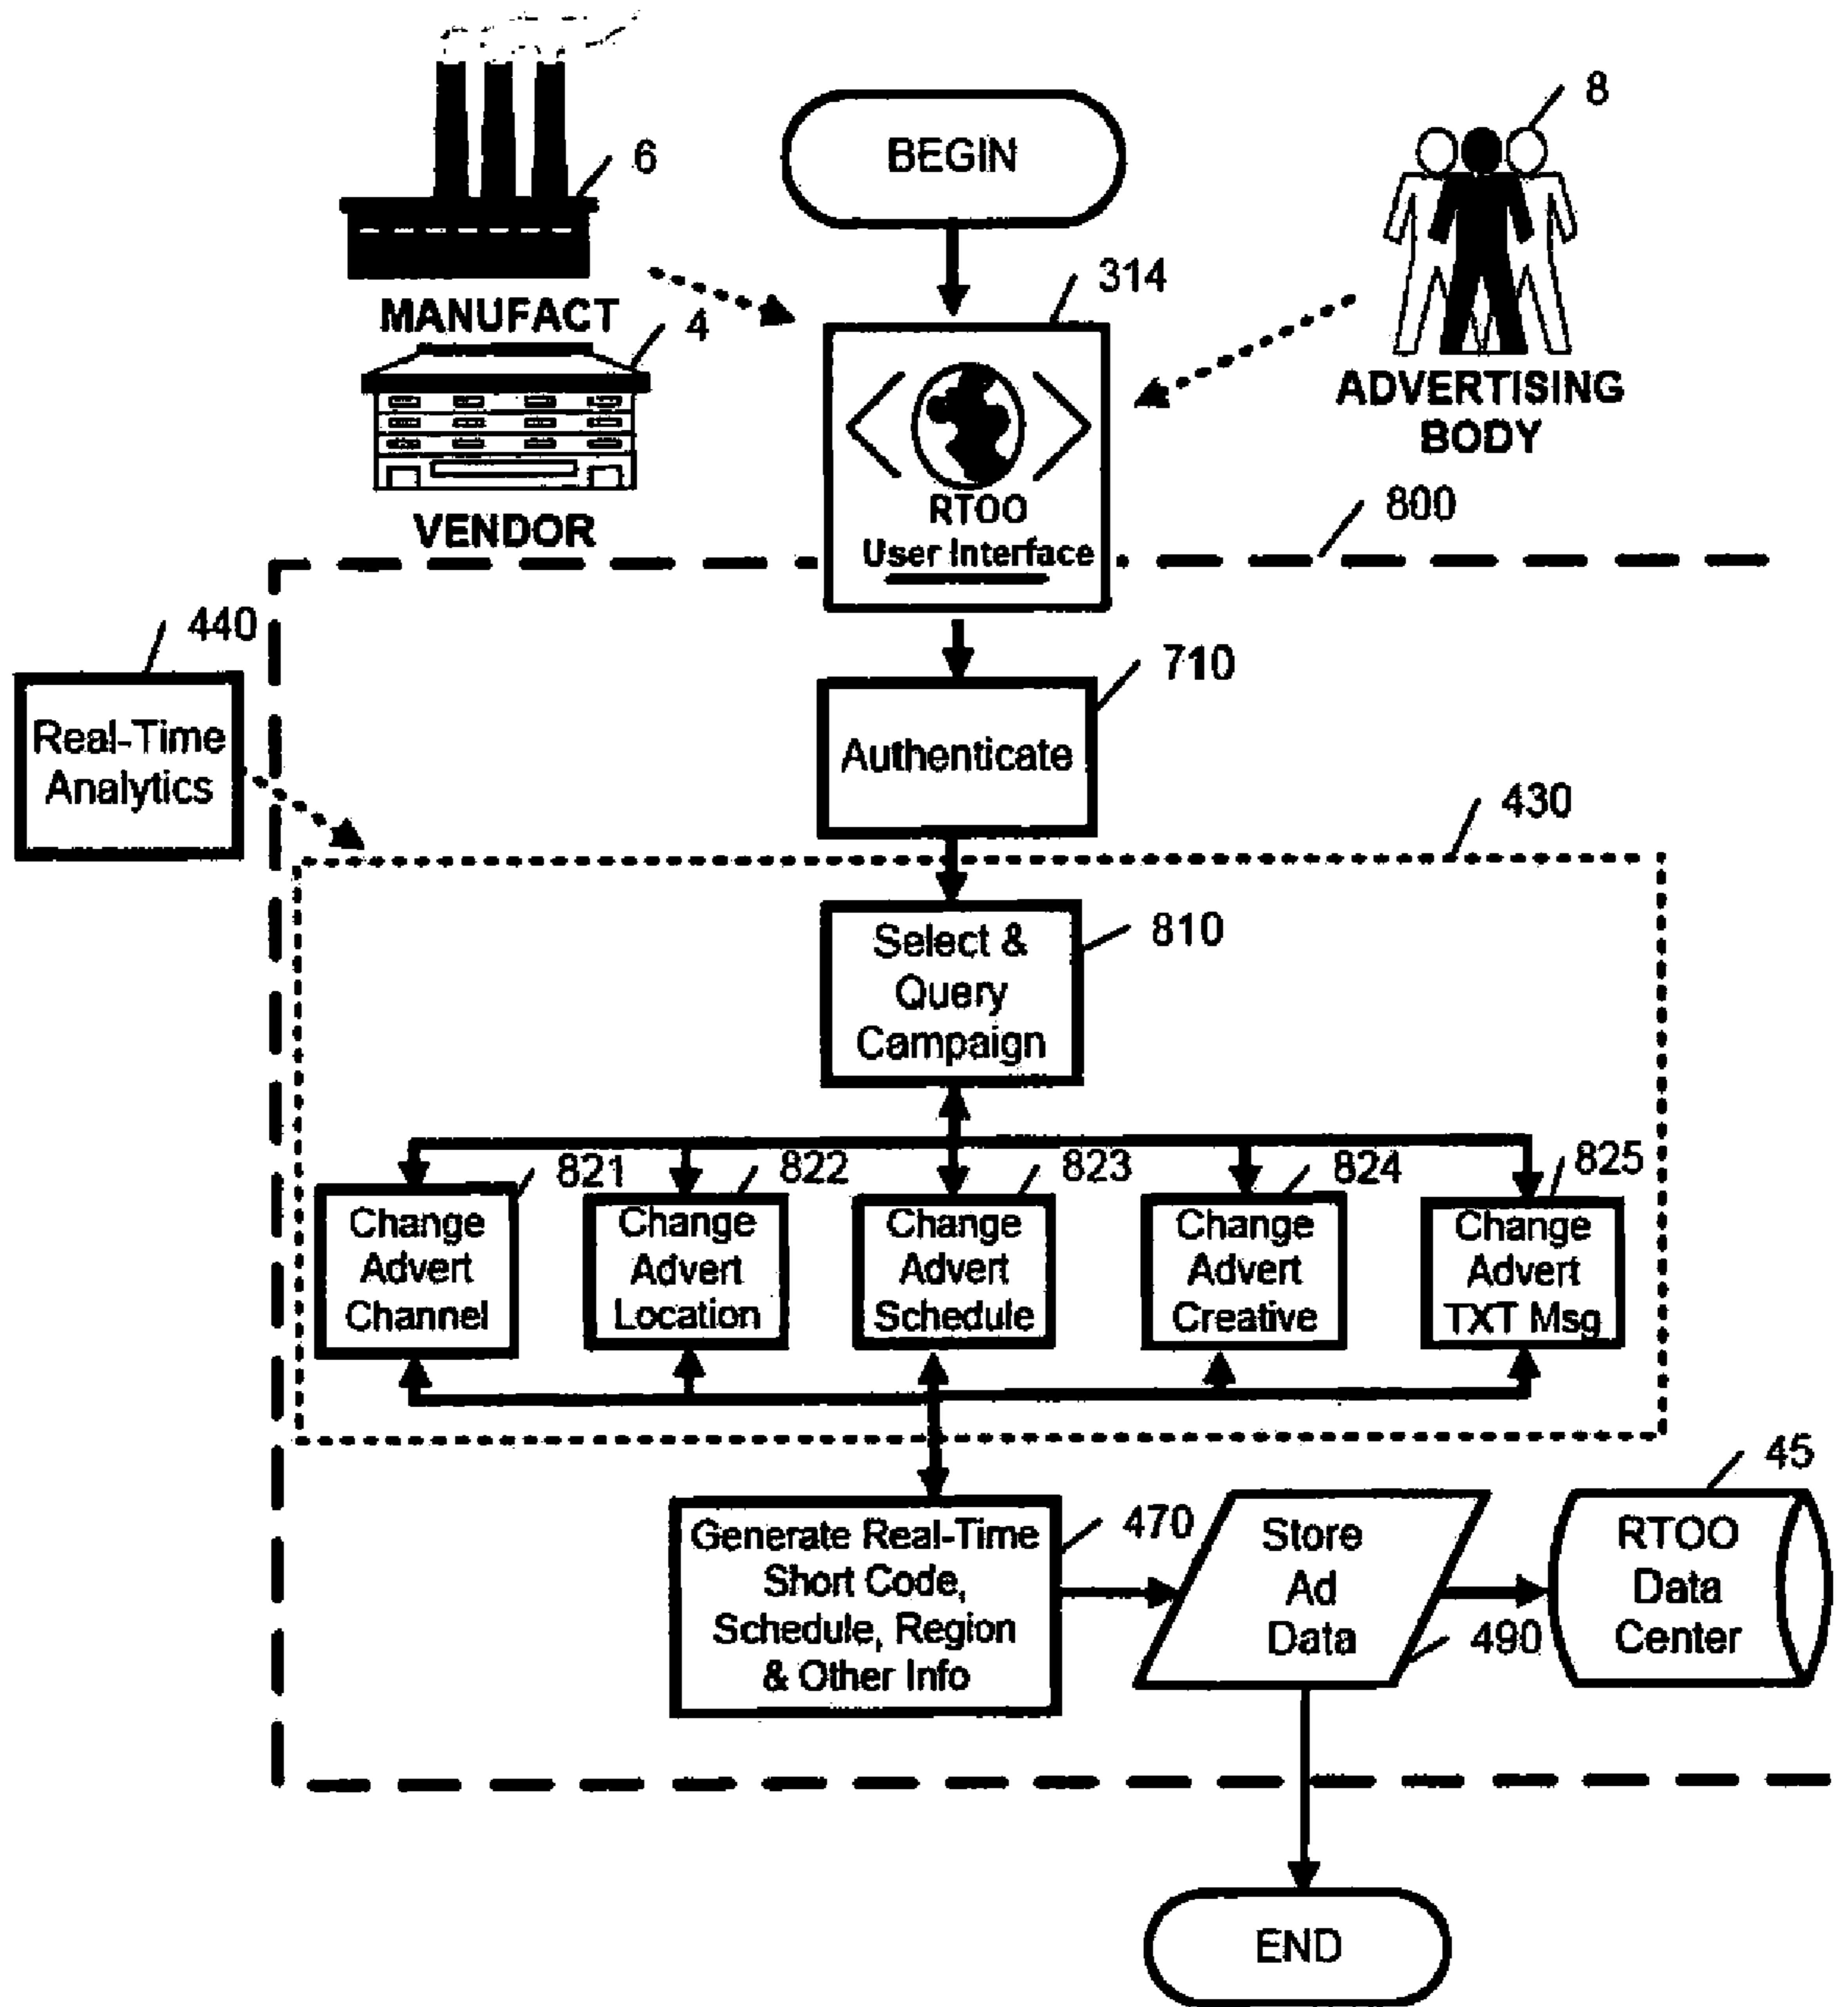 6
BEGIN
8
MANUFACT
4
VENDOR
314
RTOO
User Interface
ADVERTISING
BODY
800
440
Real-Time
Analytics
710
Authenticate
430
810
Select &
Query
Campaign
821
Change
Advert
Channel
822
Change
Advert
Location
823
Change
Advert
Schedule
824
Change
Advert
Creative
825
Change
Advert
TXT Msg
470
Generate Real-Time
Short Code,
Schedule, Region
& Other Info
Store
Ad
Data
490
45
RTOO
Data
Center
END